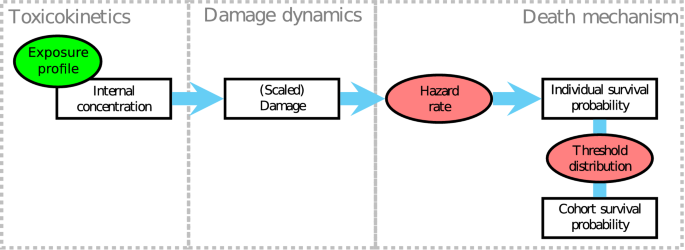 Toxicokinetics
Damage dynamics
Death mechanism
Exposure
profile
Internal
concentration
(Scaled)
Damage
Hazard
rate
Individual survival
probability
Threshold
distribution
Cohort survival
probability